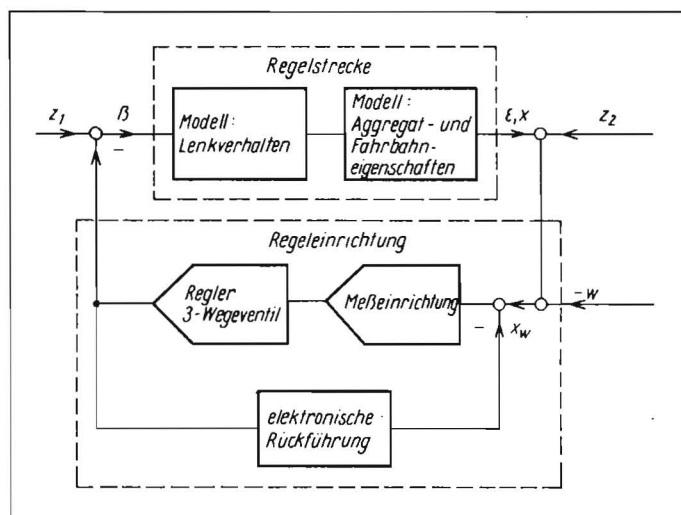 Regelstrecke
z₁
β
−
Modell:
Lenkverhalten
Modell:
Aggregat- und
Fahrbahn-
eigenschaften
ε,x
z₂
Regeleinrichtung
Regler
3-Wegeventil
Meßeinrichtung
−
x_w
−w
elektronische
Rückführung